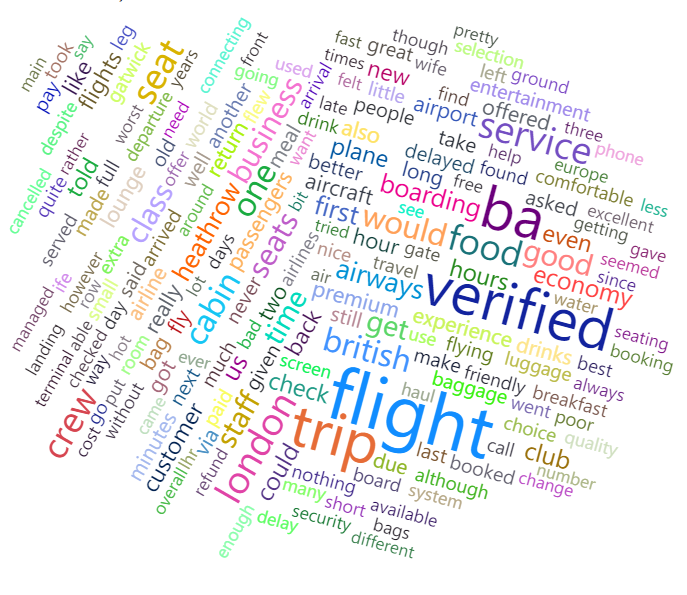 main
took
say
leg
pay
like
flights
gatwick
seat
years
connecting
front
despite
worst
departure
need
going
used
arrival
fast
times
great
though
wife
pretty
selection
felt
little
new
left
ground
find
entertainment
cancelled
quite
rather
told
full
old
offer
well
world
another
return
flew
business
meal
want
drink
late
people
also
airport
offered
service
three
phone
made
lounge
class
around
heathrow
one
passengers
bit
better
aircraft
plane
long
delayed
take
help
found
europe
comfortable
less
served
however
extra
said
arrived
days
seats
tried
first
boarding
free
see
would
ba
asked
excellent
getting
gave
managed
ife
row
small
day
airline
really
lot
cabin
never
airlines
nice
hour
gate
food
good
even
seemed
landing
terminal
able
checked
way
hot
room
bag
fly
two
time
air
travel
airways
hours
verified
economy
since
water
seating
booking
crew
cost
go
put
without
came
got
ever
next
much
us
bad
given
back
still
premium
get
use
experience
flying
drinks
luggage
best
always
minutes
customer
via
paid
staff
screen
check
british
make
friendly
baggage
haul
went
breakfast
poor
overall
lhr
refund
london
could
trip
flight
last
call
choice
club
quality
number
change
enough
delay
many
nothing
short
security
board
due
although
system
booked
available
bags
different